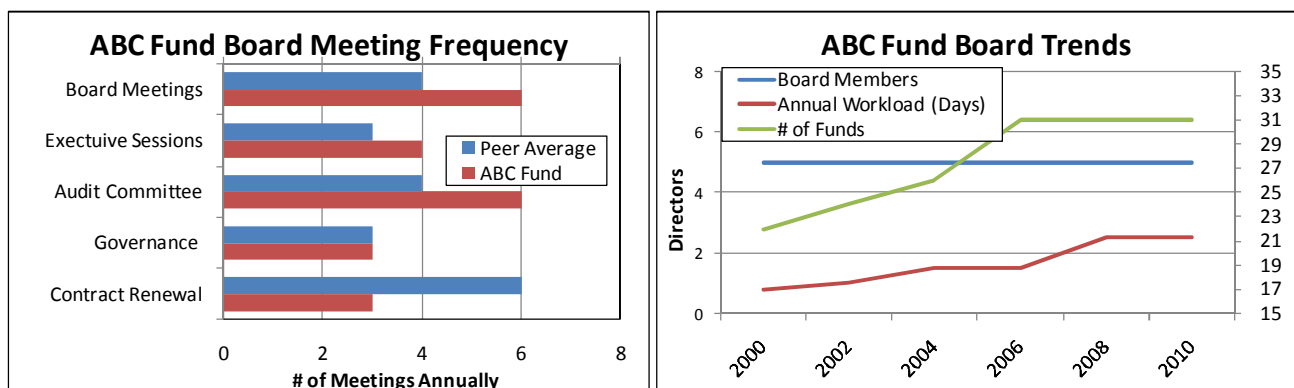 ABC Fund Board Meeting Frequency
Board Meetings
Exectuive Sessions
Audit Committee
Governance
Contract Renewal
Peer Average
ABC Fund
0 2 4 6 8
# of Meetings Annually
ABC Fund Board Trends
Board Members
Annual Workload (Days)
# of Funds
Directors
8
6
4
2
0
35
33
31
29
27
25
23
21
19
17
15
2000 2002 2004 2006 2008 2010